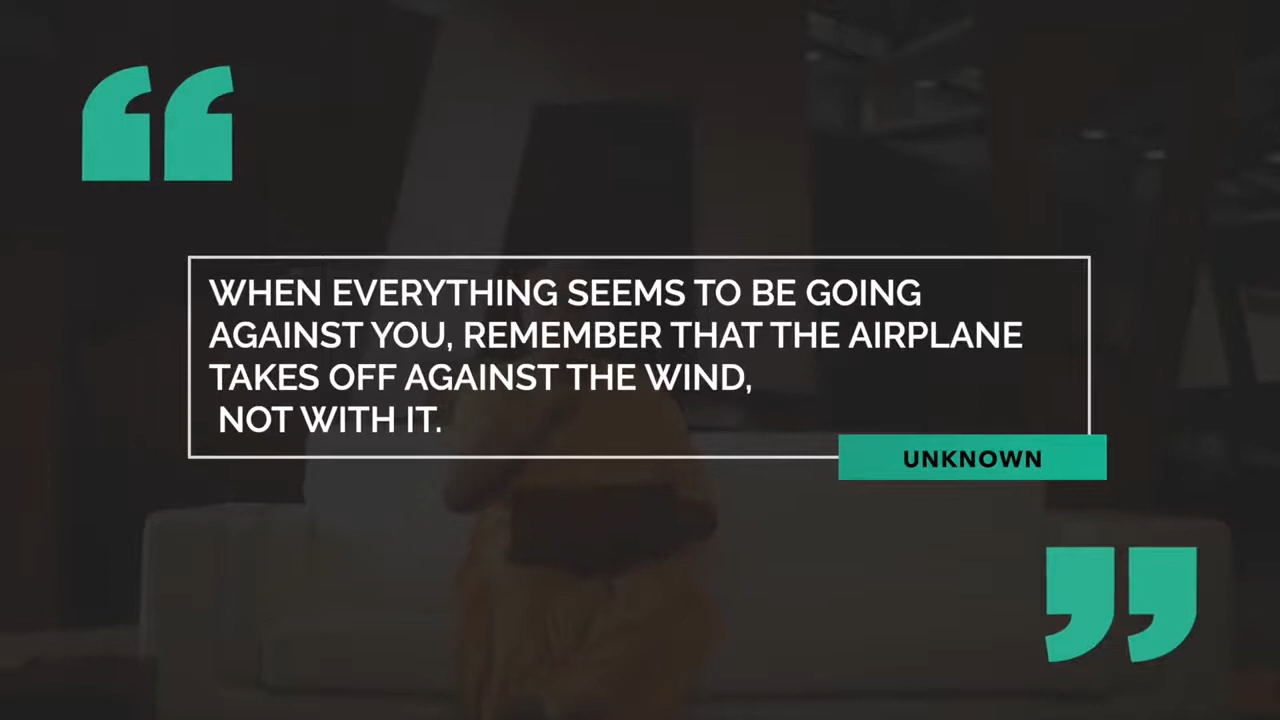 WHEN EVERYTHING SEEMS TO BE GOING
AGAINST YOU, REMEMBER THAT THE AIRPLANE
TAKES OFF AGAINST THE WIND,
NOT WITH IT.
UNKNOWN